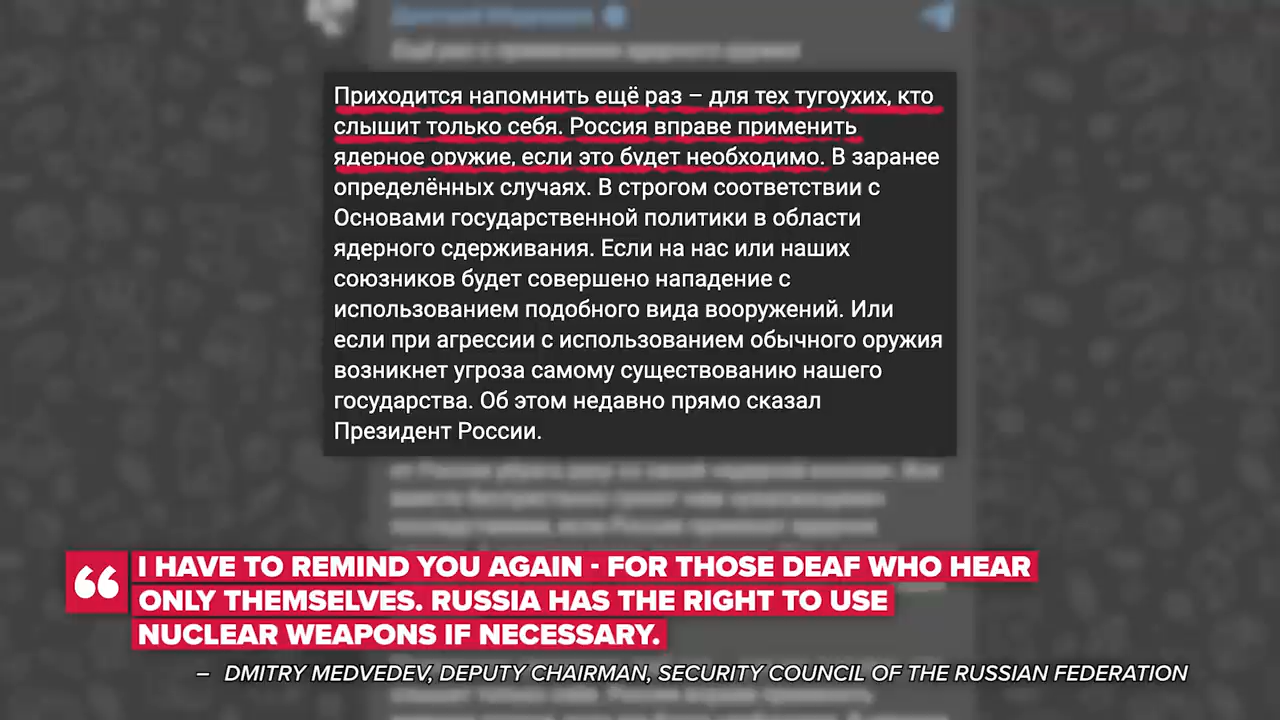 Приходится напомнить ещё раз – для тех тугоухих, кто
слышит только себя. Россия вправе применить
ядерное оружие, если это будет необходимо. В заранее
определённых случаях. В строгом соответствии с
Основами государственной политики в области
ядерного сдерживания. Если на нас или наших
союзников будет совершено нападение с
использованием подобного вида вооружений. Или
если при агрессии с использованием обычного оружия
возникнет угроза самому существованию нашего
государства. Об этом недавно прямо сказал
Президент России.
I HAVE TO REMIND YOU AGAIN - FOR THOSE DEAF WHO HEAR
ONLY THEMSELVES. RUSSIA HAS THE RIGHT TO USE
NUCLEAR WEAPONS IF NECESSARY.
– DMITRY MEDVEDEV, DEPUTY CHAIRMAN, SECURITY COUNCIL OF THE RUSSIAN FEDERATION